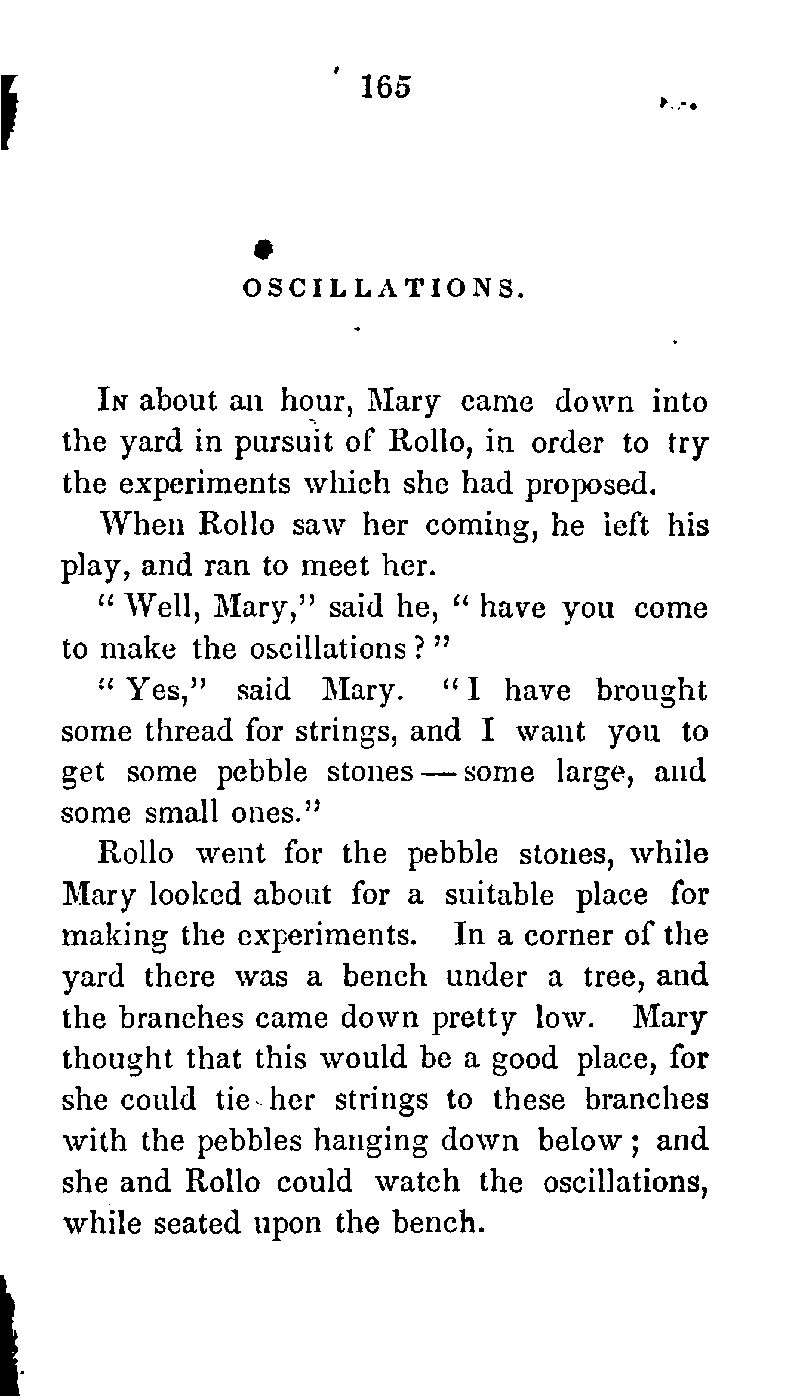 165
OSCILLATIONS.
In about an hour, Mary came down into
the yard in pursuit of Rollo, in order to try
the experiments which she had proposed.
When Rollo saw her coming, he left his
play, and ran to meet her.
“ Well, Mary,” said he, “ have you come
to make the oscillations ? ”
“ Yes,” said Mary. “ I have brought
some thread for strings, and I want you to
get some pebble stones — some large, and
some small ones.”
Rollo went for the pebble stones, while
Mary looked about for a suitable place for
making the experiments. In a corner of the
yard there was a bench under a tree, and
the branches came down pretty low. Mary
thought that this would be a good place, for
she could tie her strings to these branches
with the pebbles hanging down below ; and
she and Rollo could watch the oscillations,
while seated upon the bench.